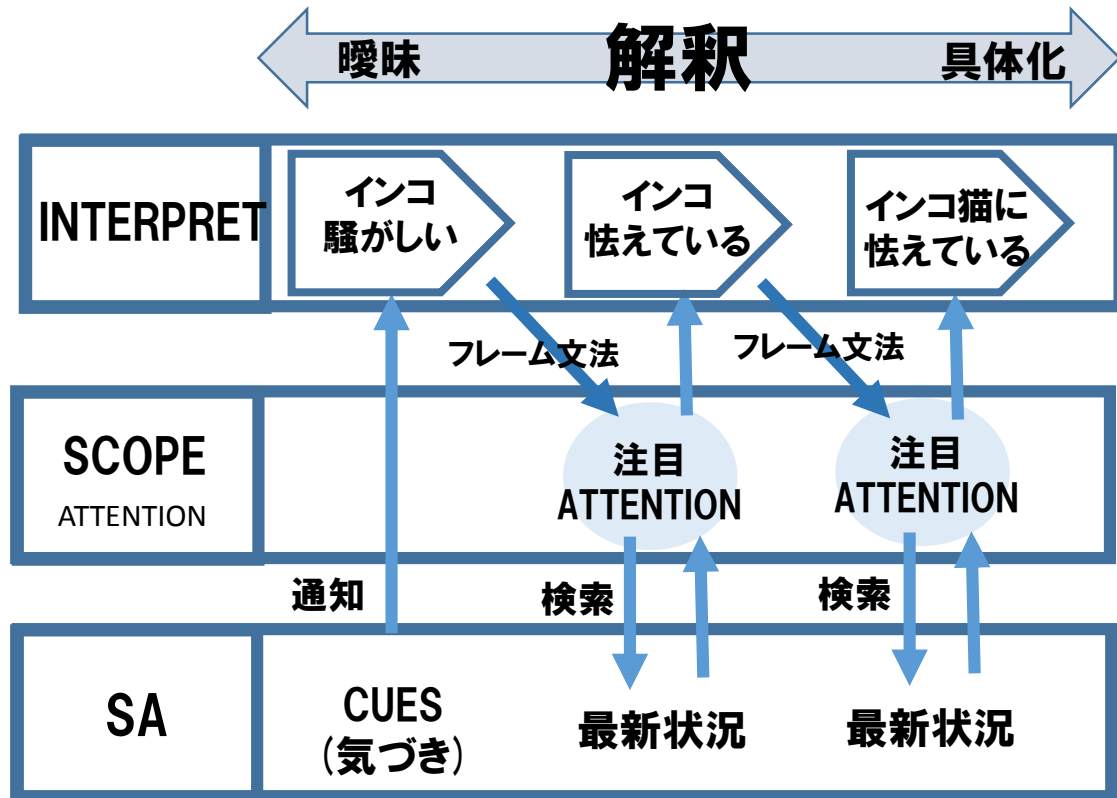 曖昧 解釈 具体化
INTERPRET
インコ
騒がしい
インコ
怯えている
インコ猫に
怯えている
フレーム文法
フレーム文法
SCOPE
ATTENTION
注目
ATTENTION
注目
ATTENTION
通知
検索
検索
SA
CUES
(気づき)
最新状況
最新状況